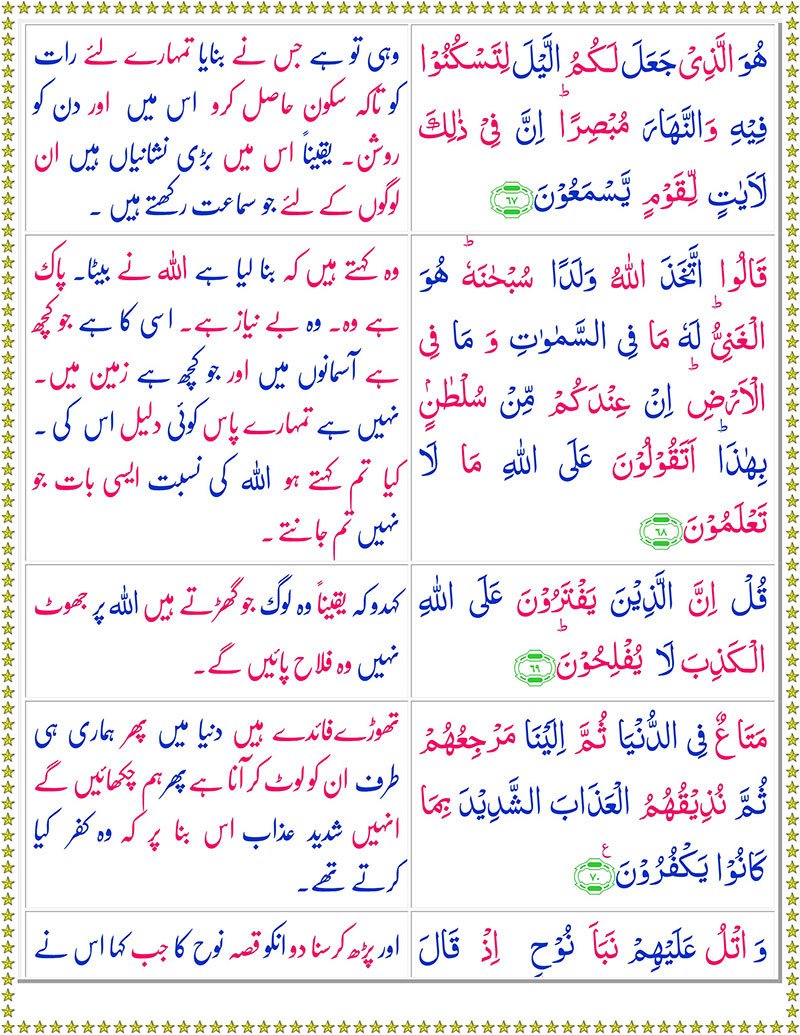 هُوَ الَّذِىْ جَعَلَ لَـكُمُ الَّيْلَ لِتَسْكُنُوْا
فِيْهِ وَالنَّهَارَ مُبْصِرًا‌ ؕ اِنَّ فِىْ ذٰلِكَ
لَاٰيٰتٍ لِّقَوْمٍ يَّسْمَعُوْنَ ٦٧
وہی تو ہے جس نے بنایا تمہارے لئے رات
کو تاکہ سکون حاصل کرو اس میں اور دن کو
روشن۔ یقیناً اس میں بڑی نشانیاں ہیں ان
لوگوں کے لئے جو سماعت رکھتے ہیں ۔
قَالُوا اتَّخَذَ اللّٰهُ وَلَدًا‌ سُبْحٰنَهٗ‌ ؕ هُوَ
الْغَنِىُّ‌ ؕ لَهٗ مَا فِى السَّمٰوٰتِ وَ مَا فِى
الْاَرْضِ‌ ؕ اِنْ عِنْدَكُمْ مِّنْ سُلْطٰنٍۢ
بِهٰذَا ؕ اَتَقُوْلُوْنَ عَلَى اللّٰهِ مَا لَا
تَعْلَمُوْنَ ٦٨
وہ کہتے ہیں کہ بنا لیا ہے اللہ نے بیٹا۔ پاک
ہے وہ۔ وہ بے نیاز ہے۔ اسی کا ہے جو کچھ
ہے آسمانوں میں اور جو کچھ ہے زمین میں۔
نہیں ہے تمہارے پاس کوئی دلیل اس کی ۔
کیا تم کہتے ہو اللہ کی نسبت ایسی بات جو
نہیں تم جانتے ۔
قُلْ اِنَّ الَّذِيْنَ يَفْتَرُوْنَ عَلَى اللّٰهِ
الْـكَذِبَ لَا يُفْلِحُوْنَؕ ٦٩
کہدو کہ یقیناً وہ لوگ جو گھڑتے ہیں اللہ پر جھوٹ
نہیں وہ فلاح پائیں گے۔
مَتَاعٌ فِى الدُّنْيَا ثُمَّ اِلَيْنَا مَرْجِعُهُمْ
ثُمَّ نُذِيْقُهُمُ الْعَذَابَ الشَّدِيْدَ بِمَا
كَانُوْا يَكْفُرُوْنَ ع ٧٠
تھوڑے فائدے ہیں دنیا میں پھر ہماری ہی
طرف ان کو لوٹ کر آنا ہے پھر ہم چکھائیں گے
انہیں شدید عذاب اس بنا پر کہ وہ کفر کیا
کرتے تھے۔
وَ اتْلُ عَلَيْهِمْ نَبَاَ نُوْحٍ‌ اِذْ قَالَ
اور پڑھ کر سنا دو انکو قصہ نوح کا جب کہا اس نے